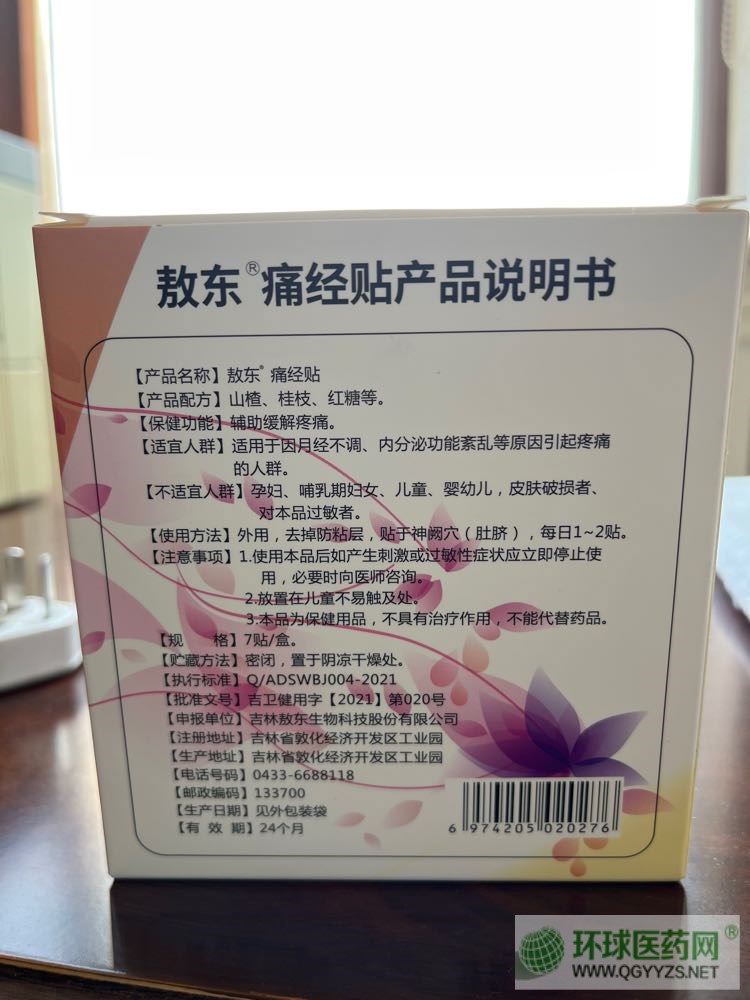 敖东®痛经贴产品说明书
【产品名称】敖东®痛经贴
【产品配方】山楂、桂枝、红糖等。
【保健功能】辅助缓解疼痛。
【适宜人群】适用于因月经不调、内分泌功能紊乱等原因引起疼痛
的人群。
【不适宜人群】孕妇、哺乳期妇女、儿童、婴幼儿，皮肤破损者、
对本品过敏者。
【使用方法】外用，去掉防粘层，贴于神阙穴（肚脐），每日1~2贴。
【注意事项】1.使用本品后如产生刺激或过敏性症状应立即停止使
用，必要时向医师咨询。
2.放置在儿童不易触及处。
3.本品为保健用品，不具有治疗作用，不能代替药品。
【规 格】7贴/盒。
【贮藏方法】密闭，置于阴凉干燥处。
【执行标准】Q/ADSWBJ004-2021
【批准文号】吉卫健用字【2021】第020号
【申报单位】吉林敖东生物科技股份有限公司
【注册地址】吉林省敦化经济开发区工业园
【生产地址】吉林省敦化经济开发区工业园
【电话号码】0433-6688118
【邮政编码】133700
【生产日期】见外包装袋
【有 效 期】24个月
6 974205 020276
环球医药网®
WWW.QGYYZS.NET